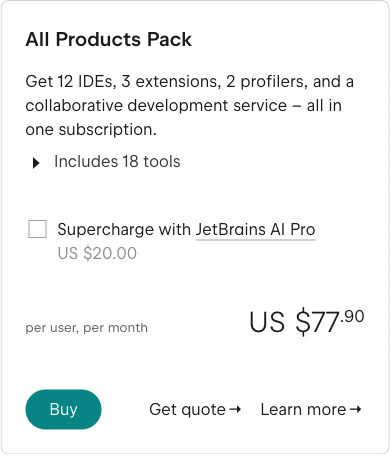 All Products Pack
Get 12 IDEs, 3 extensions, 2 profilers, and a
collaborative development service – all in
one subscription.
Includes 18 tools
Supercharge with JetBrains AI Pro
US $20.00
per user, per month
US $77.90
Buy
Get quote→
Learn more→